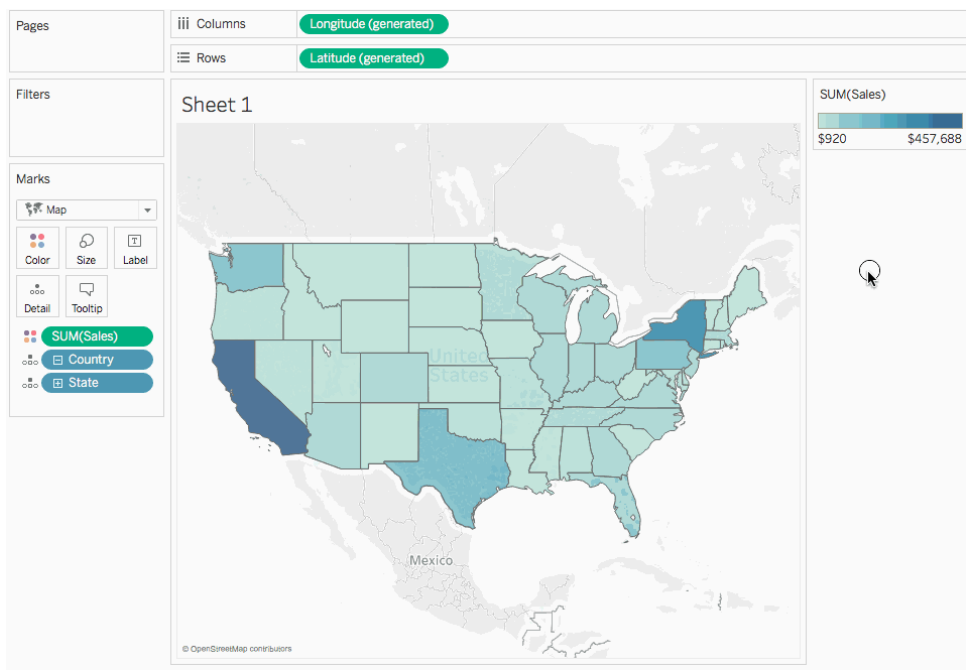 Pages
Columns
Longitude (generated)
Rows
Latitude (generated)
Filters
Sheet 1
SUM(Sales)
$920 $457,688
Marks
Map
Color Size Label
Detail Tooltip
SUM(Sales)
Country
State
United
States
Mexico
© OpenStreetMap contributors